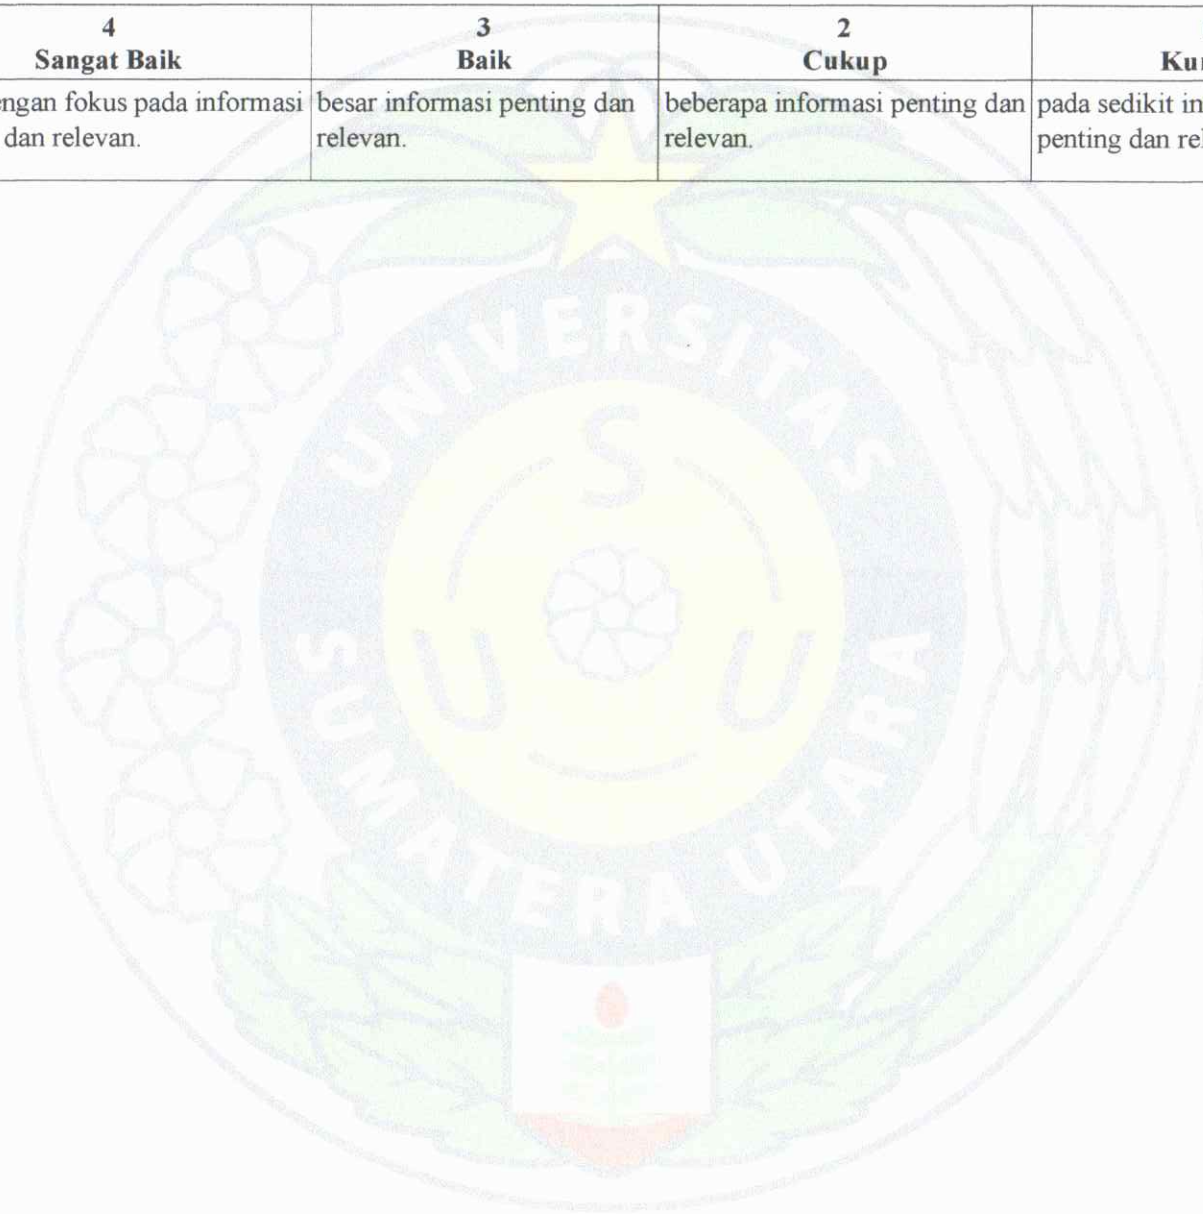 4 3 2
Sangat Baik Baik Cukup
fokus pada informasi besar informasi penting dan beberapa informasi penting dan pada sedikit
dan relevan. relevan. relevan. penting dan
UNIVERSITAS
S
U U
SUMATERA UTARA